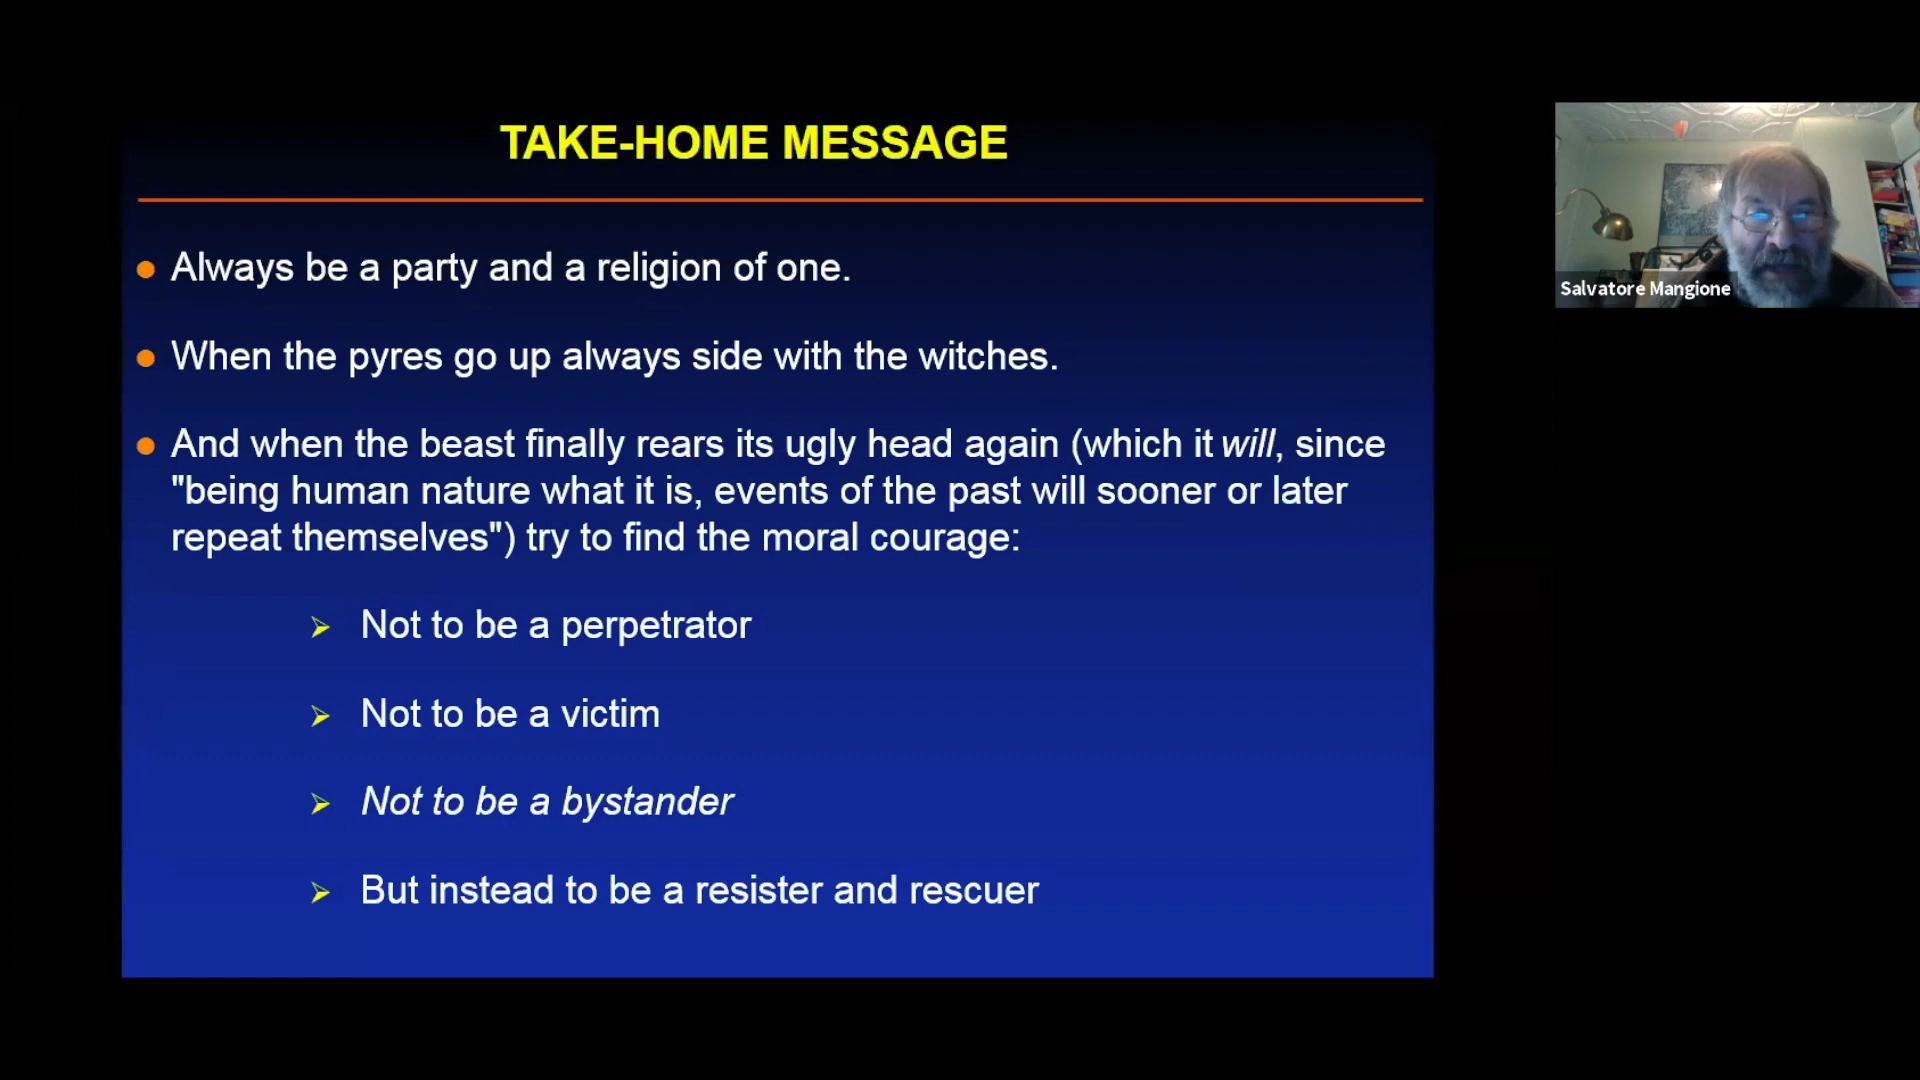 TAKE-HOME MESSAGE
Always be a party and a religion of one.
When the pyres go up always side with the witches.
And when the beast finally rears its ugly head again (which it will, since
"being human nature what it is, events of the past will sooner or later
repeat themselves") try to find the moral courage:
Not to be a perpetrator
Not to be a victim
Not to be a bystander
But instead to be a resister and rescuer
Salvatore Mangione